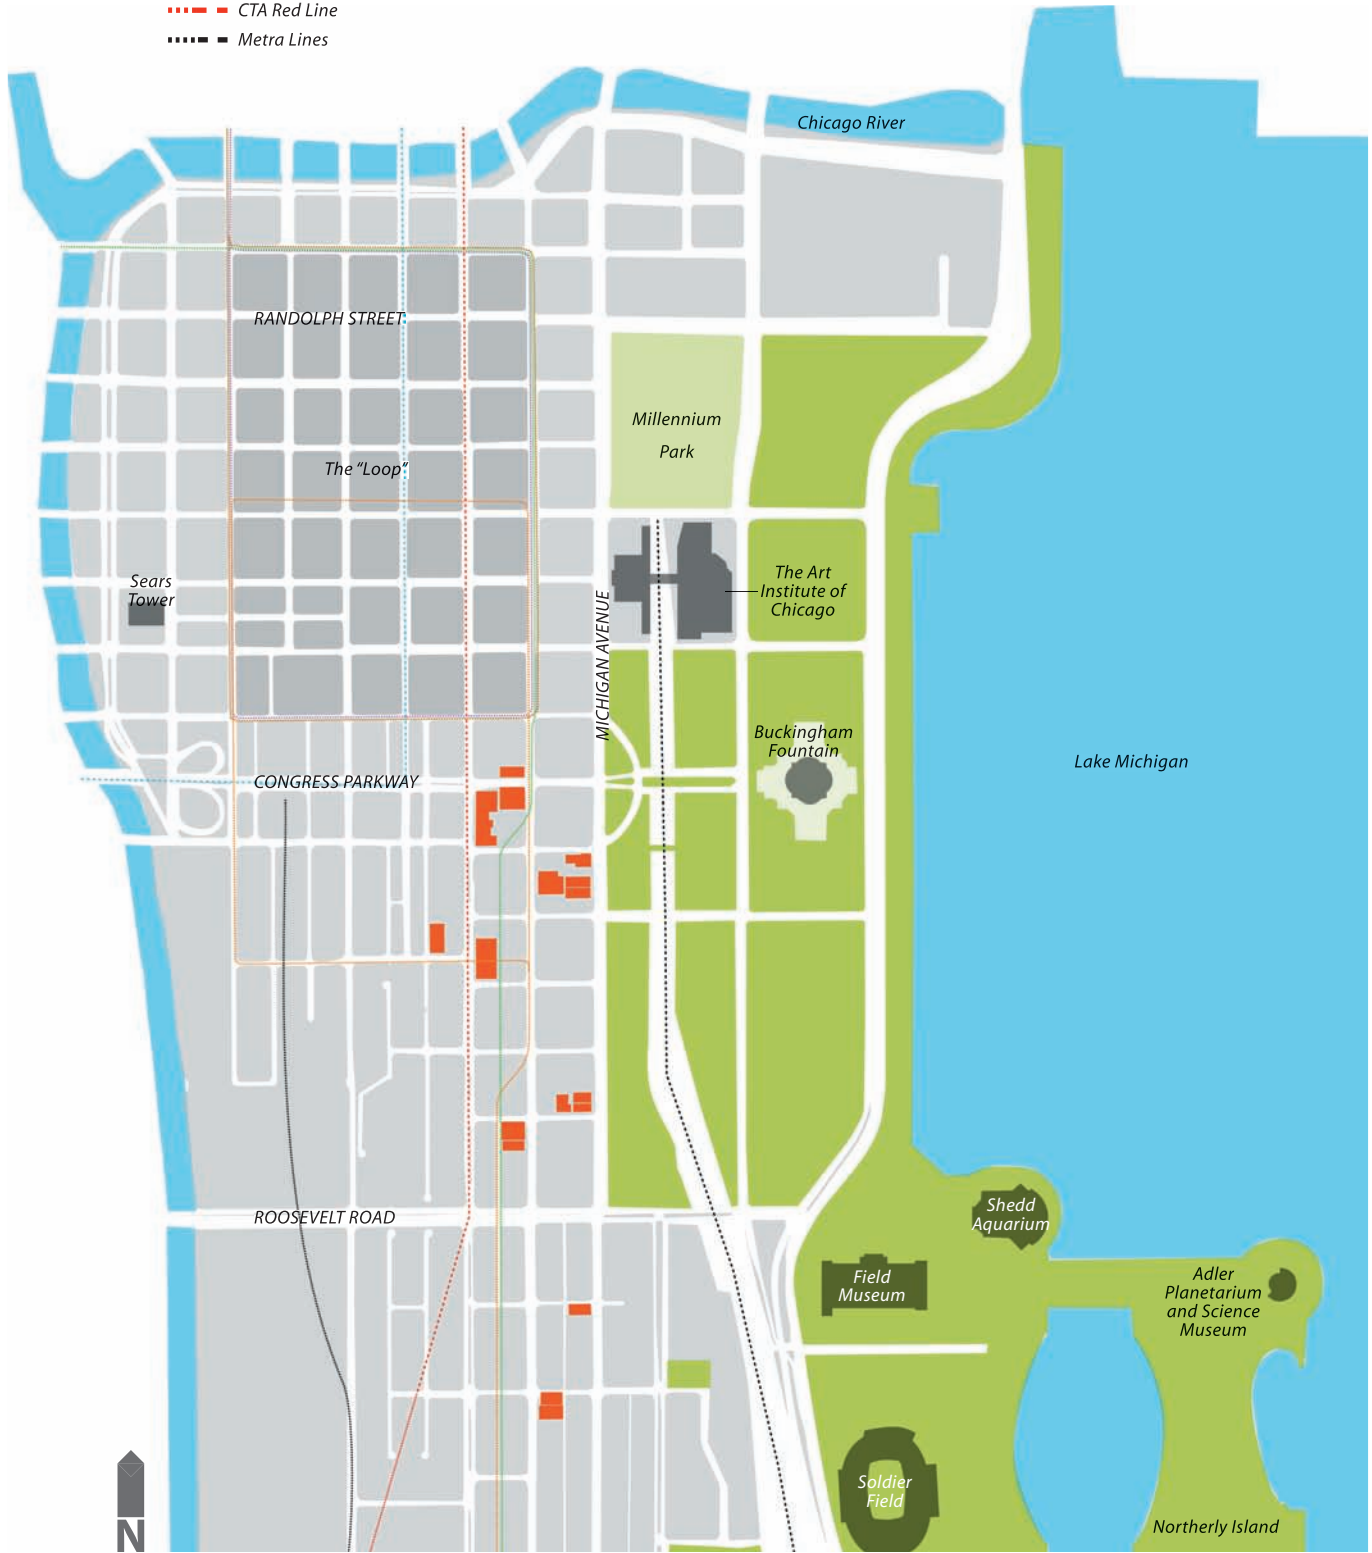 CTA Red Line
Metra Lines
Chicago River
RANDOLPH STREET
Millennium
Park
The "Loop"
Sears
Tower
The Art
Institute of
Chicago
MICHIGAN AVENUE
Buckingham
Fountain
Lake Michigan
CONGRESS PARKWAY
ROOSEVELT ROAD
Shedd
Aquarium
Field
Museum
Adler
Planetarium
and Science
Museum
Soldier
Field
Northerly Island
N